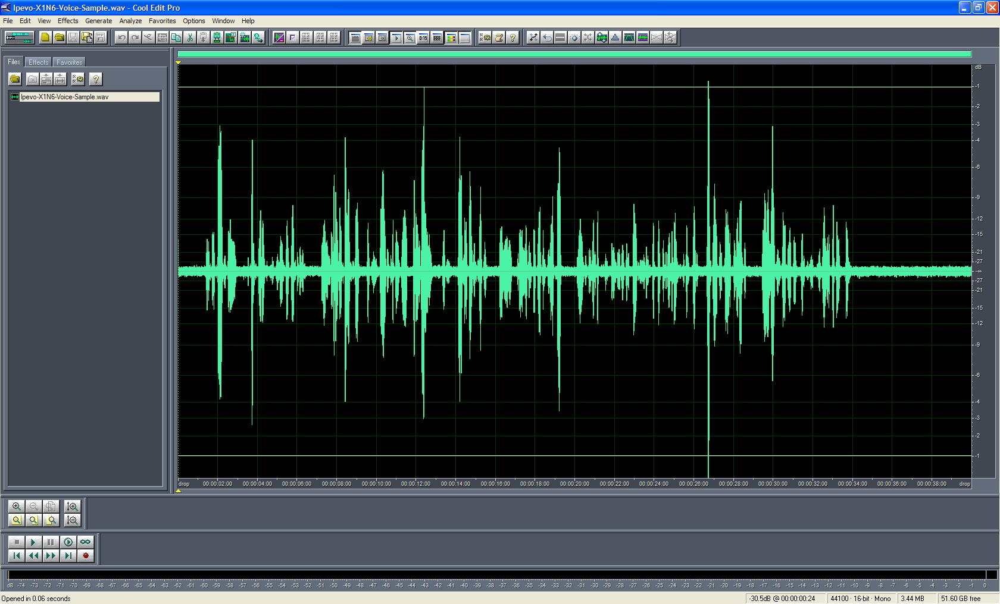 Ipevo-X1N6-Voice-Sample.wav - Cool Edit Pro
File Edit View Effects Generate Analyze Favorites Options Window Help
0:15
Files Effects Favorites
Ipevo-X1N6-Voice-Sample.wav
dB
-1
-2
-3
-4
-6
-9
-12
-15
-21
-27
-∞
-27
-21
-15
-12
-9
-6
-4
-3
-2
-1
drop 00:00:02:00 00:00:04:00 00:00:06:00 00:00:08:00 00:00:10:00 00:00:12:00 00:00:14:00 00:00:16:00 00:00:18:00 00:00:20:00 00:00:22:00 00:00:24:00 00:00:26:00 00:00:28:00 00:00:30:00 00:00:32:00 00:00:34:00 00:00:36:00 00:00:38:00 drop
dB -74 -73 -72 -71 -70 -69 -68 -67 -66 -65 -64 -63 -62 -61 -60 -59 -58 -57 -56 -55 -54 -53 -52 -51 -50 -49 -48 -47 -46 -45 -44 -43 -42 -41 -40 -39 -38 -37 -36 -35 -34 -33 -32 -31 -30 -29 -28 -27 -26 -25 -24 -23 -22 -21 -20 -19 -18 -17 -16 -15 -14 -13 -12 -11 -10 -9 -8 -7 -6 -5 -4 -3 -2 -1 0
Opened in 0.06 seconds -30.5dB @ 00:00:00:24 44100 · 16-bit · Mono 3.44 MB 51.60 GB free